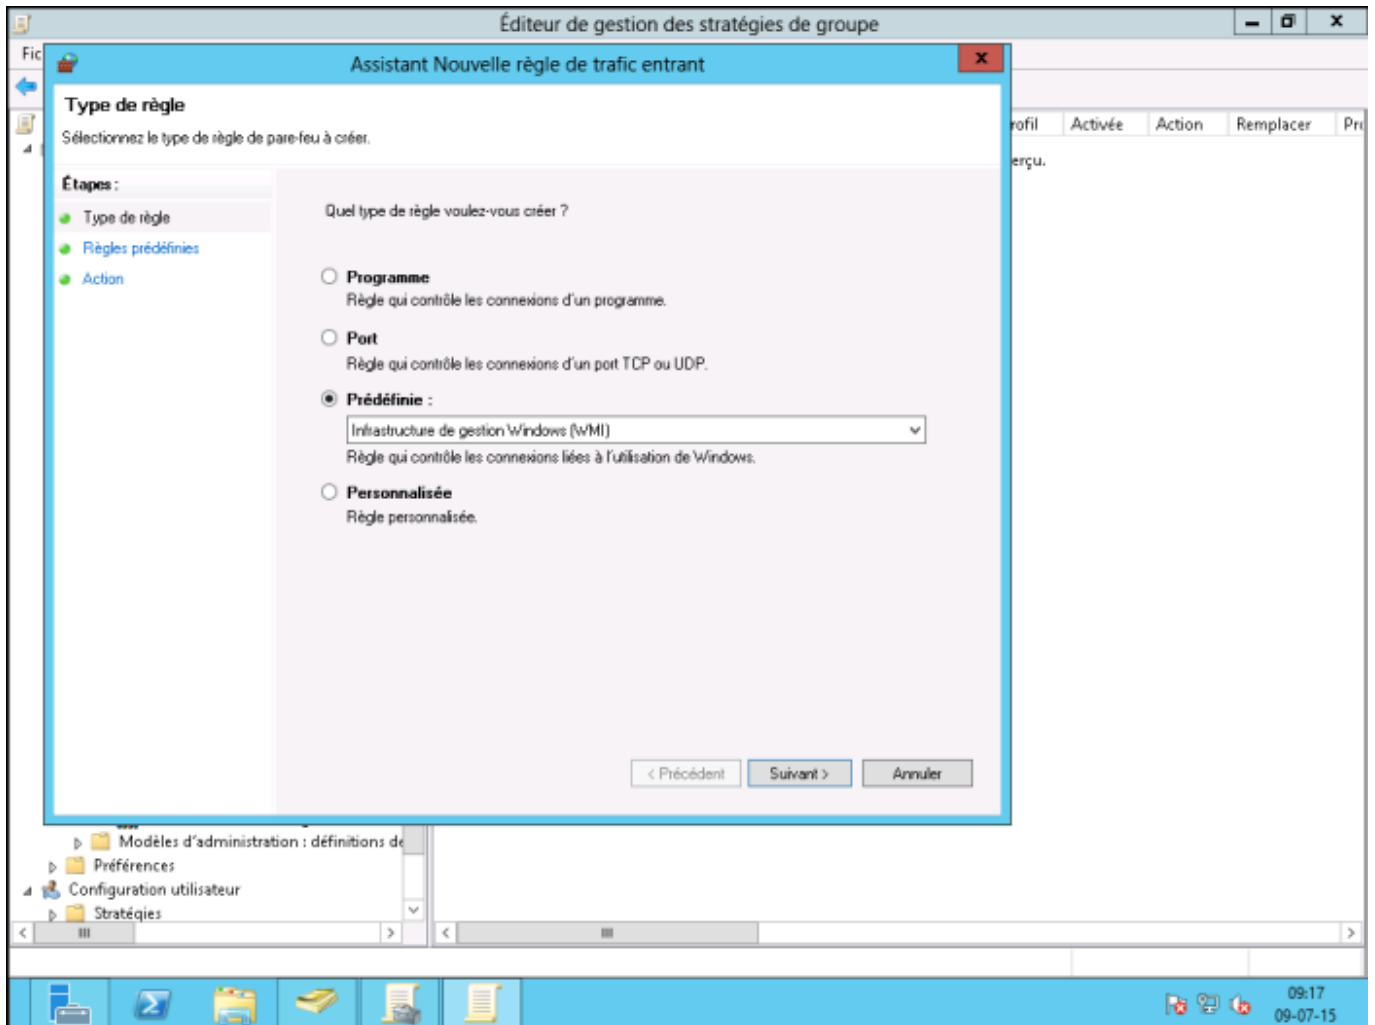 Éditeur de gestion des stratégies de groupe
Fic
Assistant Nouvelle règle de trafic entrant
Type de règle
Sélectionnez le type de règle de pare-feu à créer.
rofil Activée Action Remplacer Pro
erçu.
Étapes :
Type de règle
Règles prédéfinies
Action
Quel type de règle voulez-vous créer ?
Programme
Règle qui contrôle les connexions d'un programme.
Port
Règle qui contrôle les connexions d'un port TCP ou UDP.
Prédéfinie :
Infrastructure de gestion Windows (WMI)
Règle qui contrôle les connexions liées à l'utilisation de Windows.
Personnalisée
Règle personnalisée.
< Précédent Suivant > Annuler
Modèles d'administration : définitions de
Préférences
Configuration utilisateur
Stratégies
09:17
09-07-15